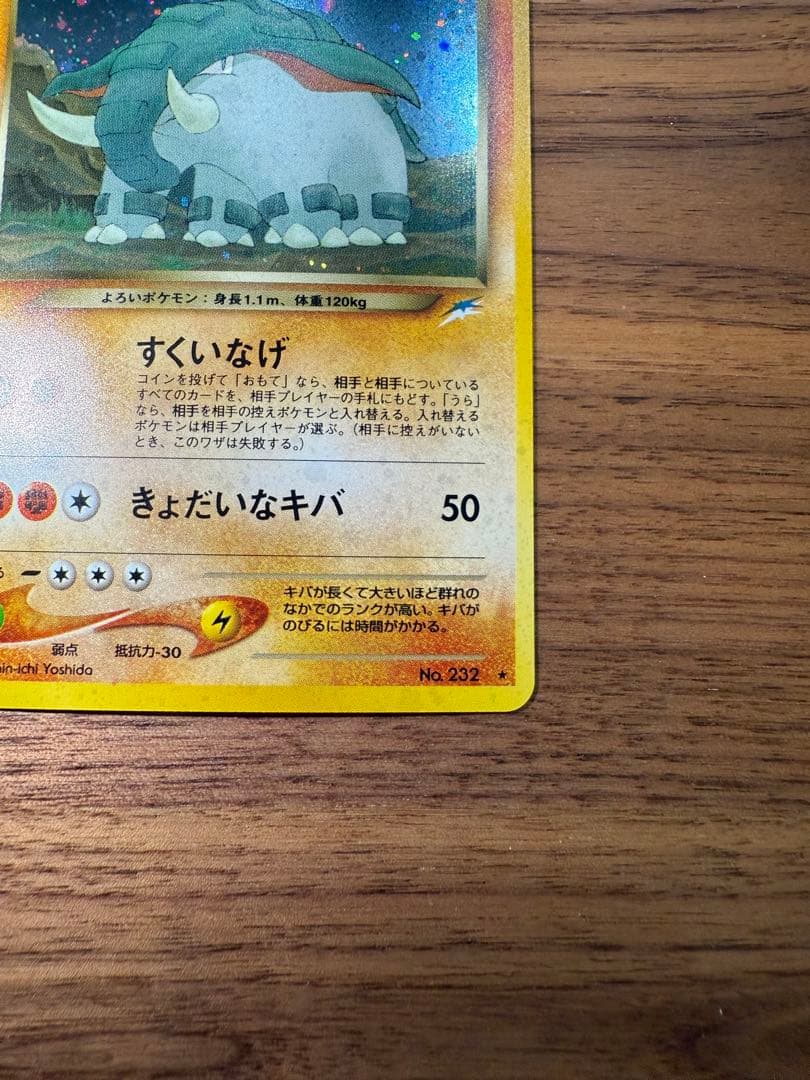 よろいポケモン：身長1.1m、体重120kg
すくいなげ
コインを投げて「おもて」なら、相手と相手についている
すべてのカードを、相手プレイヤーの手札にもどす。「うら」
なら、相手を相手の控えポケモンと入れ替える。入れ替える
ポケモンは相手プレイヤーが選ぶ。（相手に控えがいない
とき、このワザは失敗する。）
きょだいなキバ 50
キバが長くて大きいほど群れの
なかでのランクが高い。キバが
のびるには時間がかかる。
弱点 抵抗力-30
in-ichi Yoshida
No. 232 ★